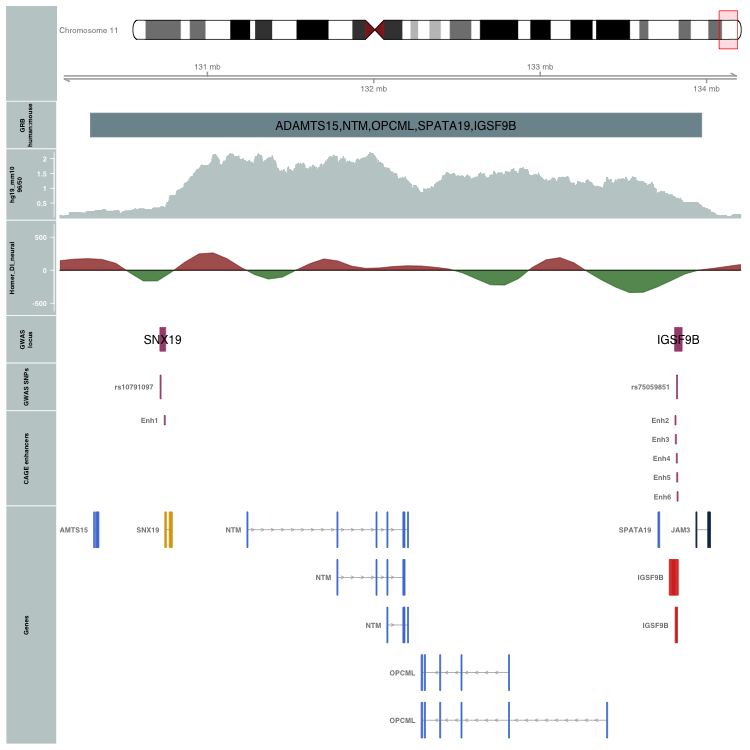 Chromosome 11
131 mb
133 mb
132 mb
134 mb
GRB
human:mouse
ADAMTS15,NTM,OPCML,SPATA19,IGSF9B
hg19_mm10
96/50
2
1.5
1
0.5
Homer_DI_neural
500
0
-500
GWAS
locus
SNX19
IGSF9B
GWAS SNPs
rs10791097
rs75059851
CAGE enhancers
Enh1
Enh2
Enh3
Enh4
Enh5
Enh6
Genes
AMTS15
SNX19
NTM
SPATA19
JAM3
NTM
IGSF9B
NTM
IGSF9B
OPCML
OPCML